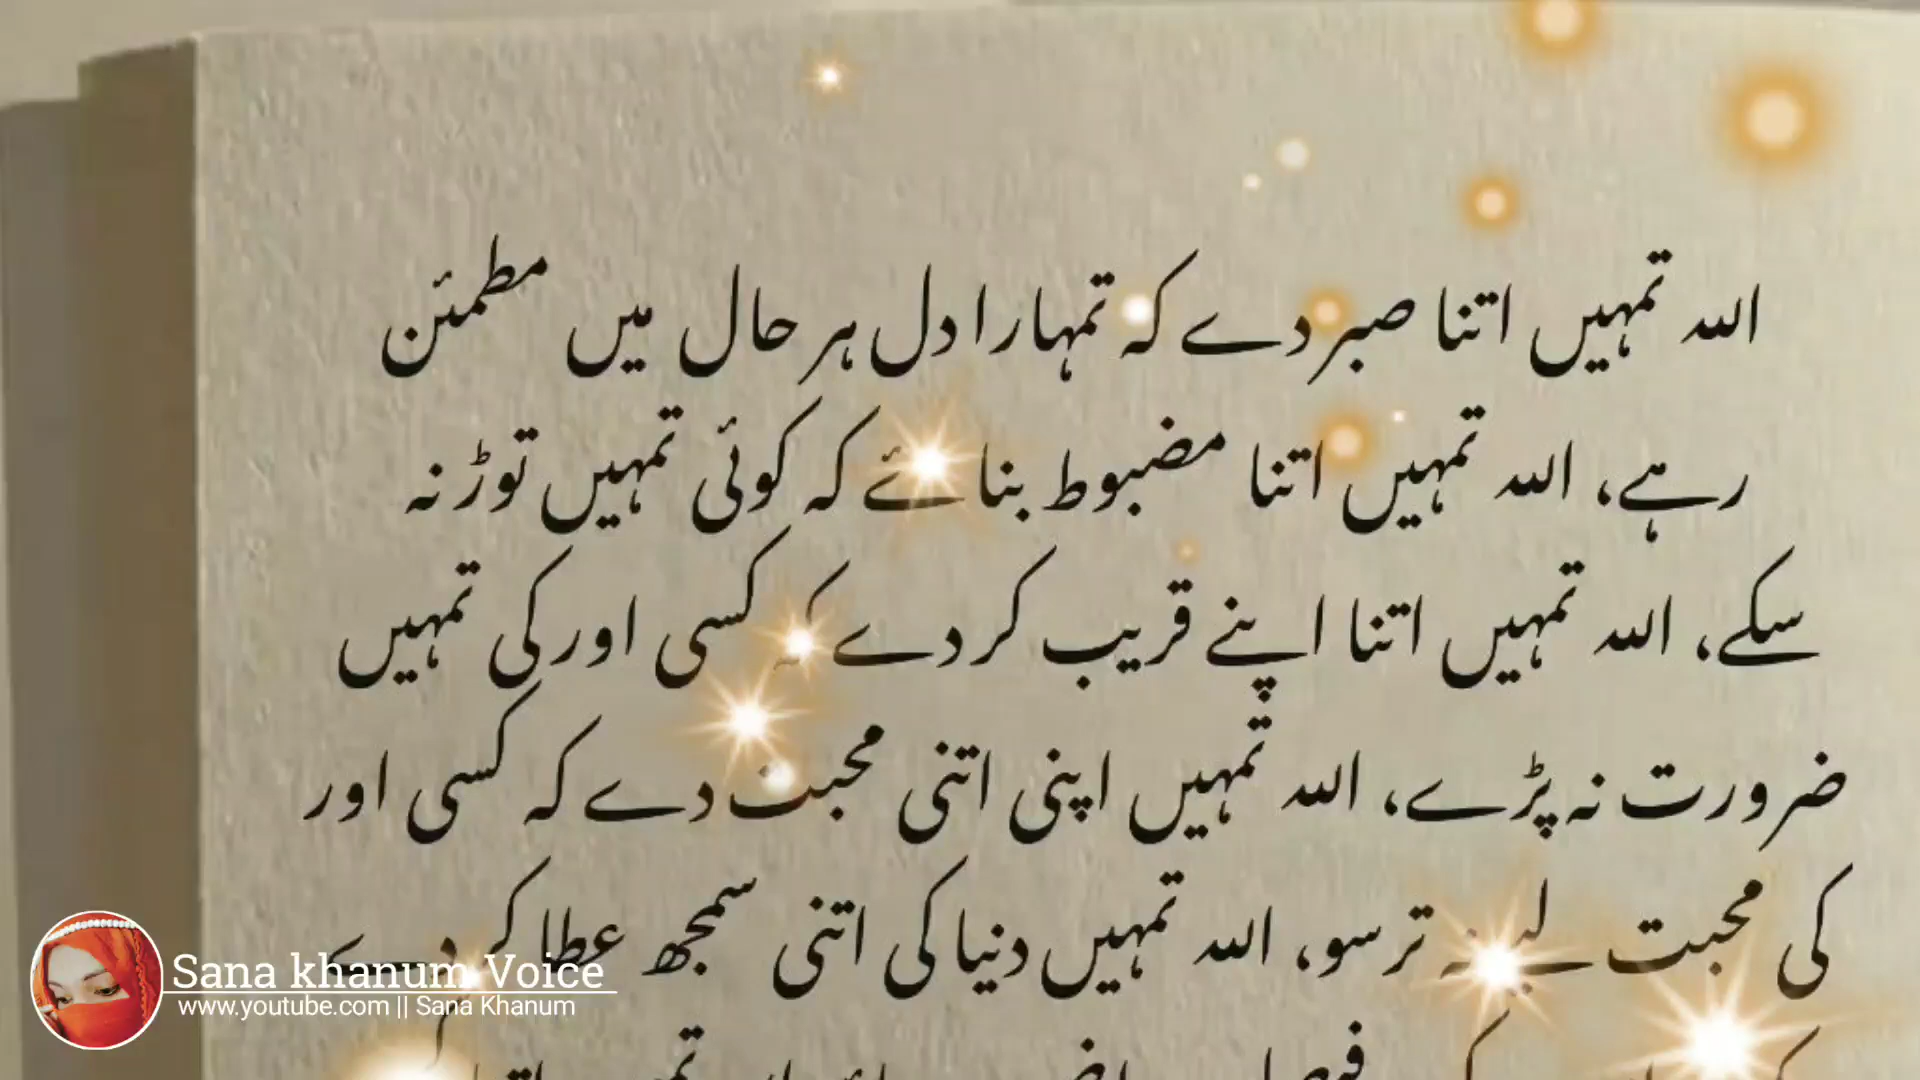 اللہ تمہیں اتنا صبر دے کہ تمہارا دل ہر حال میں مطمئن
رہے، اللہ تمہیں اتنا مضبوط بنائے کہ کوئی تمہیں توڑ نہ
سکے، اللہ تمہیں اتنا اپنے قریب کر دے کہ کسی اور کی تمہیں
ضرورت نہ پڑے، اللہ تمہیں اپنی اتنی محبت دے کہ کسی اور
کی محبت لیے نہ ترسو، اللہ تمہیں دنیا کی اتنی سمجھ عطا کر دے
Sana khanum Voice
www.youtube.com || Sana Khanum